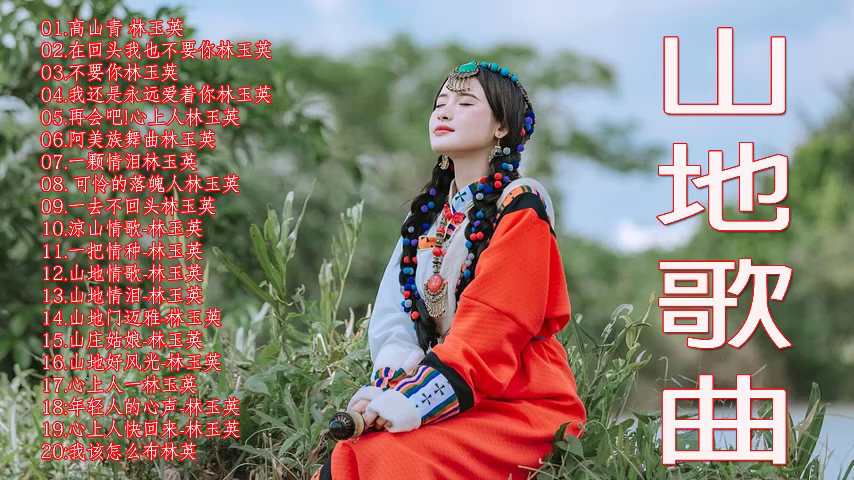 01.高山青 林玉英
02.在回头我也不要你林玉英
03.不要你林玉英
04.我还是永远爱着你林玉英
05.再会吧!心上人林玉英
06.阿美族舞曲林玉英
07.一颗情泪林玉英
08. 可怜的落魄人林玉英
09.一去不回头林玉英
10.涼山情歌-林玉英
11.一把情种-林玉英
12.山地情歌-林玉英
13.山地情泪-林玉英
14.山地门迈雅-林玉英
15.山庄姑娘-林玉英
16.山地好风光-林玉英
17.心上人一林玉英
18:年轻人的心声-林玉英
19.心上人快回来-林玉英
20:我该怎么布林英
山地歌曲